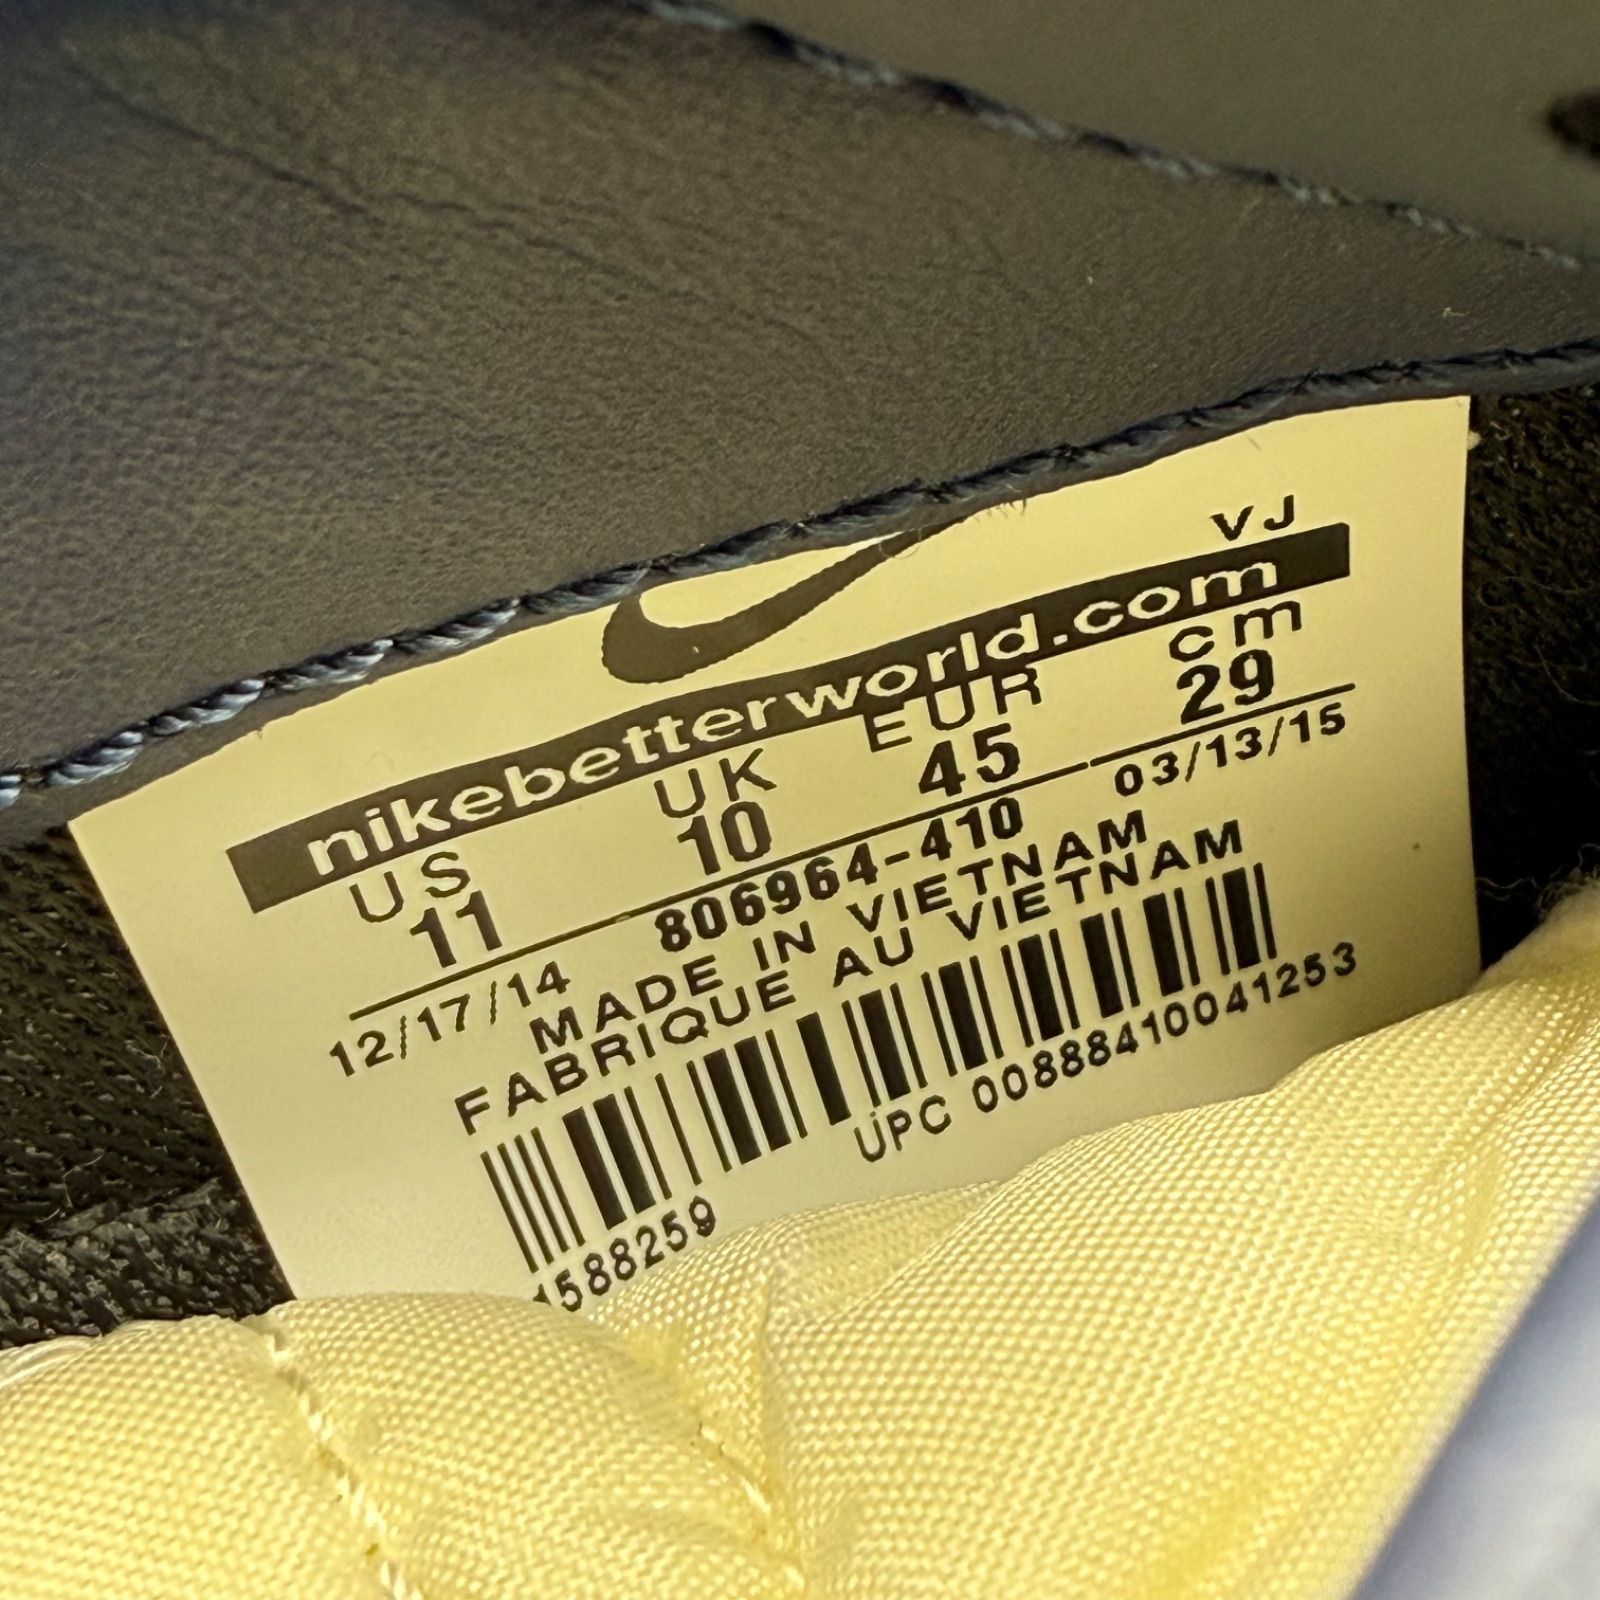 VJ
nikebetterworld.com
US UK EUR cm
11 10 45 29
12/17/14 806964-410 03/13/15
MADE IN VIETNAM
FABRIQUE AU VIETNAM
UPC 00888410041253
1588259